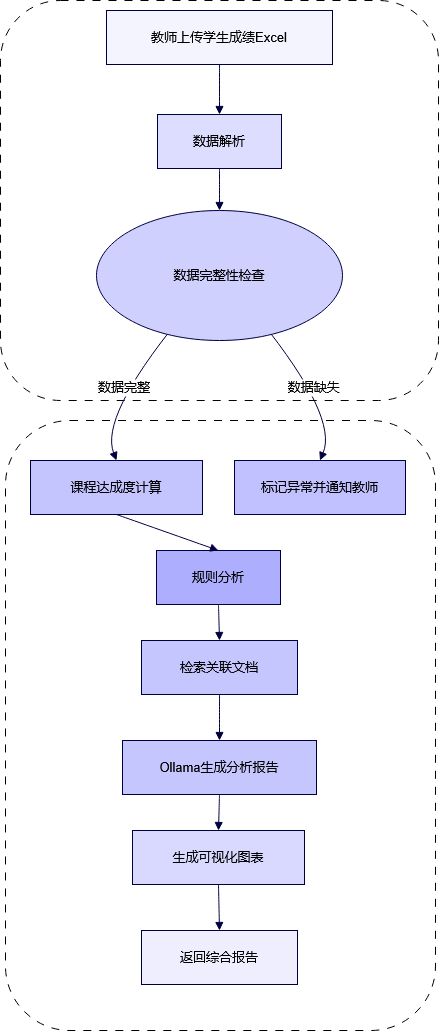 教师上传学生成绩Excel
数据解析
数据完整性检查
数据完整
数据缺失
课程达成度计算
标记异常并通知教师
规则分析
检索关联文档
Ollama生成分析报告
生成可视化图表
返回综合报告